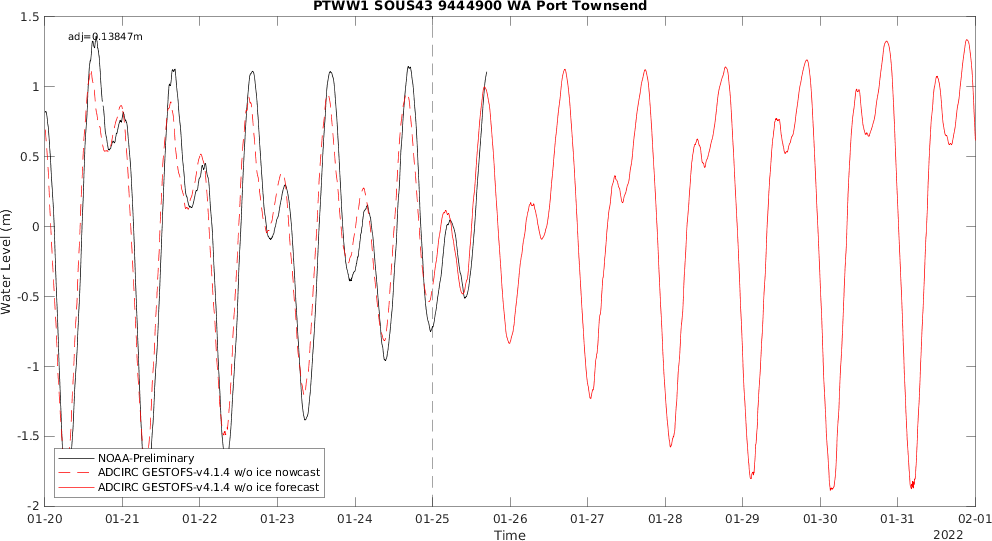 PTWW1 SOUS43 9444900 WA Port Townsend
adj=0.13847m
1.5
1
0.5
0
-0.5
-1
-1.5
-2
Water Level (m)
NOAA-Preliminary
ADCIRC GESTOFS-v4.1.4 w/o ice nowcast
ADCIRC GESTOFS-v4.1.4 w/o ice forecast
01-20 01-21 01-22 01-23 01-24 01-25 01-26 01-27 01-28 01-29 01-30 01-31 02-01
Time
2022